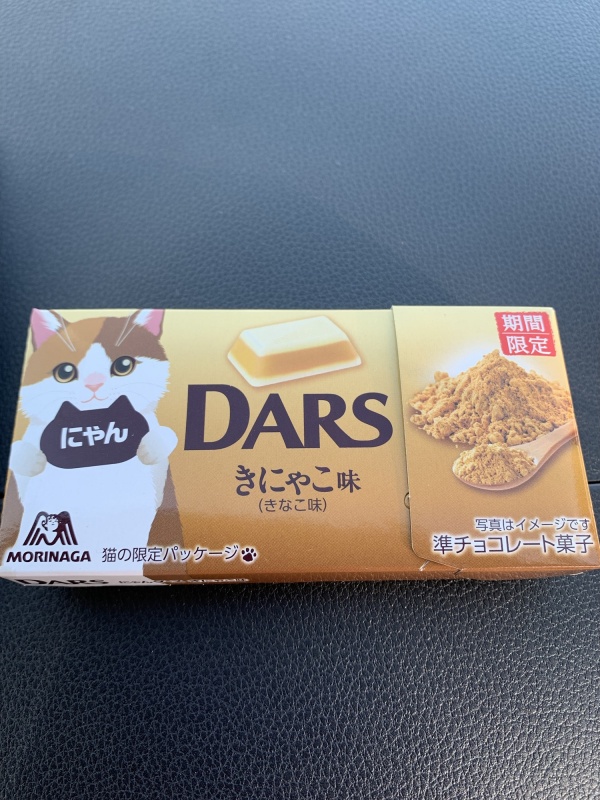 期間
限定
にゃん
DARS
きにゃこ味
(きなこ味)
MORINAGA
猫の限定パッケージ
写真はイメージです
準チョコレート菓子
DARS